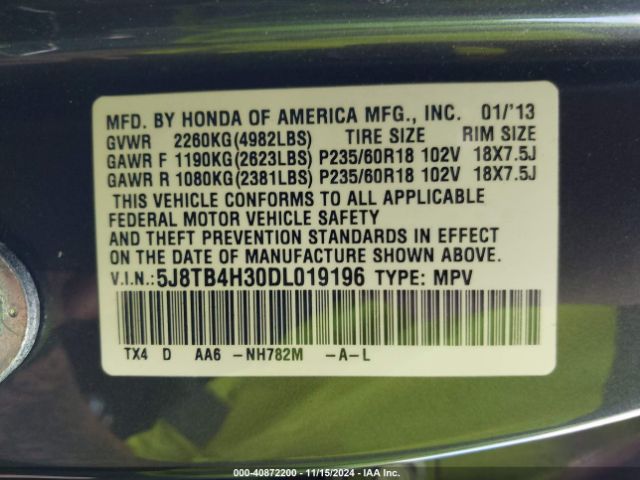 MFD. BY HONDA OF AMERICA MFG., INC. 01/'13
GVWR 2260KG(4982LBS) TIRE SIZE RIM SIZE
GAWR F 1190KG(2623LBS) P235/60R18 102V 18X7.5J
GAWR R 1080KG(2381LBS) P235/60R18 102V 18X7.5J
THIS VEHICLE CONFORMS TO ALL APPLICABLE
FEDERAL MOTOR VEHICLE SAFETY
AND THEFT PREVENTION STANDARDS IN EFFECT
ON THE DATE OF MANUFACTURE SHOWN ABOVE.
V.I.N.: 5J8TB4H30DL019196 TYPE: MPV
TX4 D AA6 -NH782M -A-L
000-40872200 - 11/15/2024 - IAA Inc.